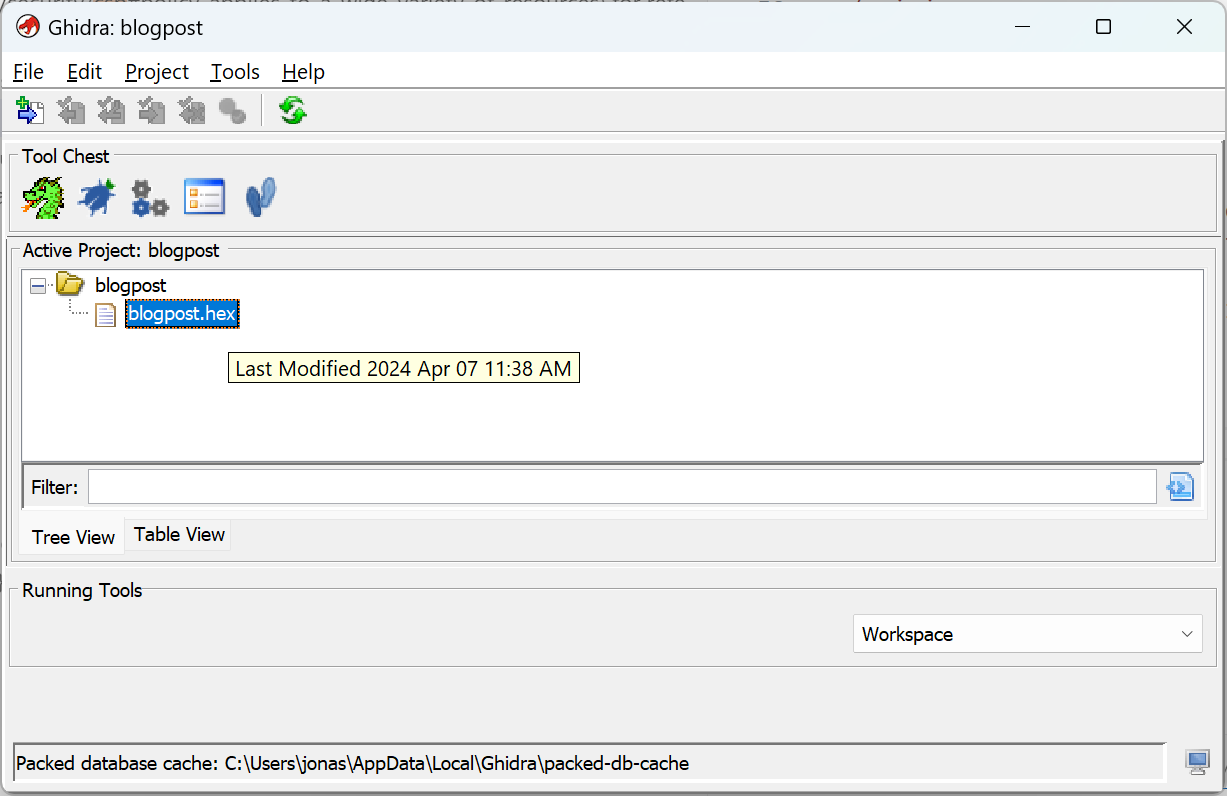 Ghidra: blogpost
File Edit Project Tools Help
Tool Chest
Active Project: blogpost
blogpost
blogpost.hex
Last Modified 2024 Apr 07 11:38 AM
Filter:
Tree View Table View
Running Tools
Workspace
Packed database cache: C:\Users\jonas\AppData\Local\Ghidra\packed-db-cache